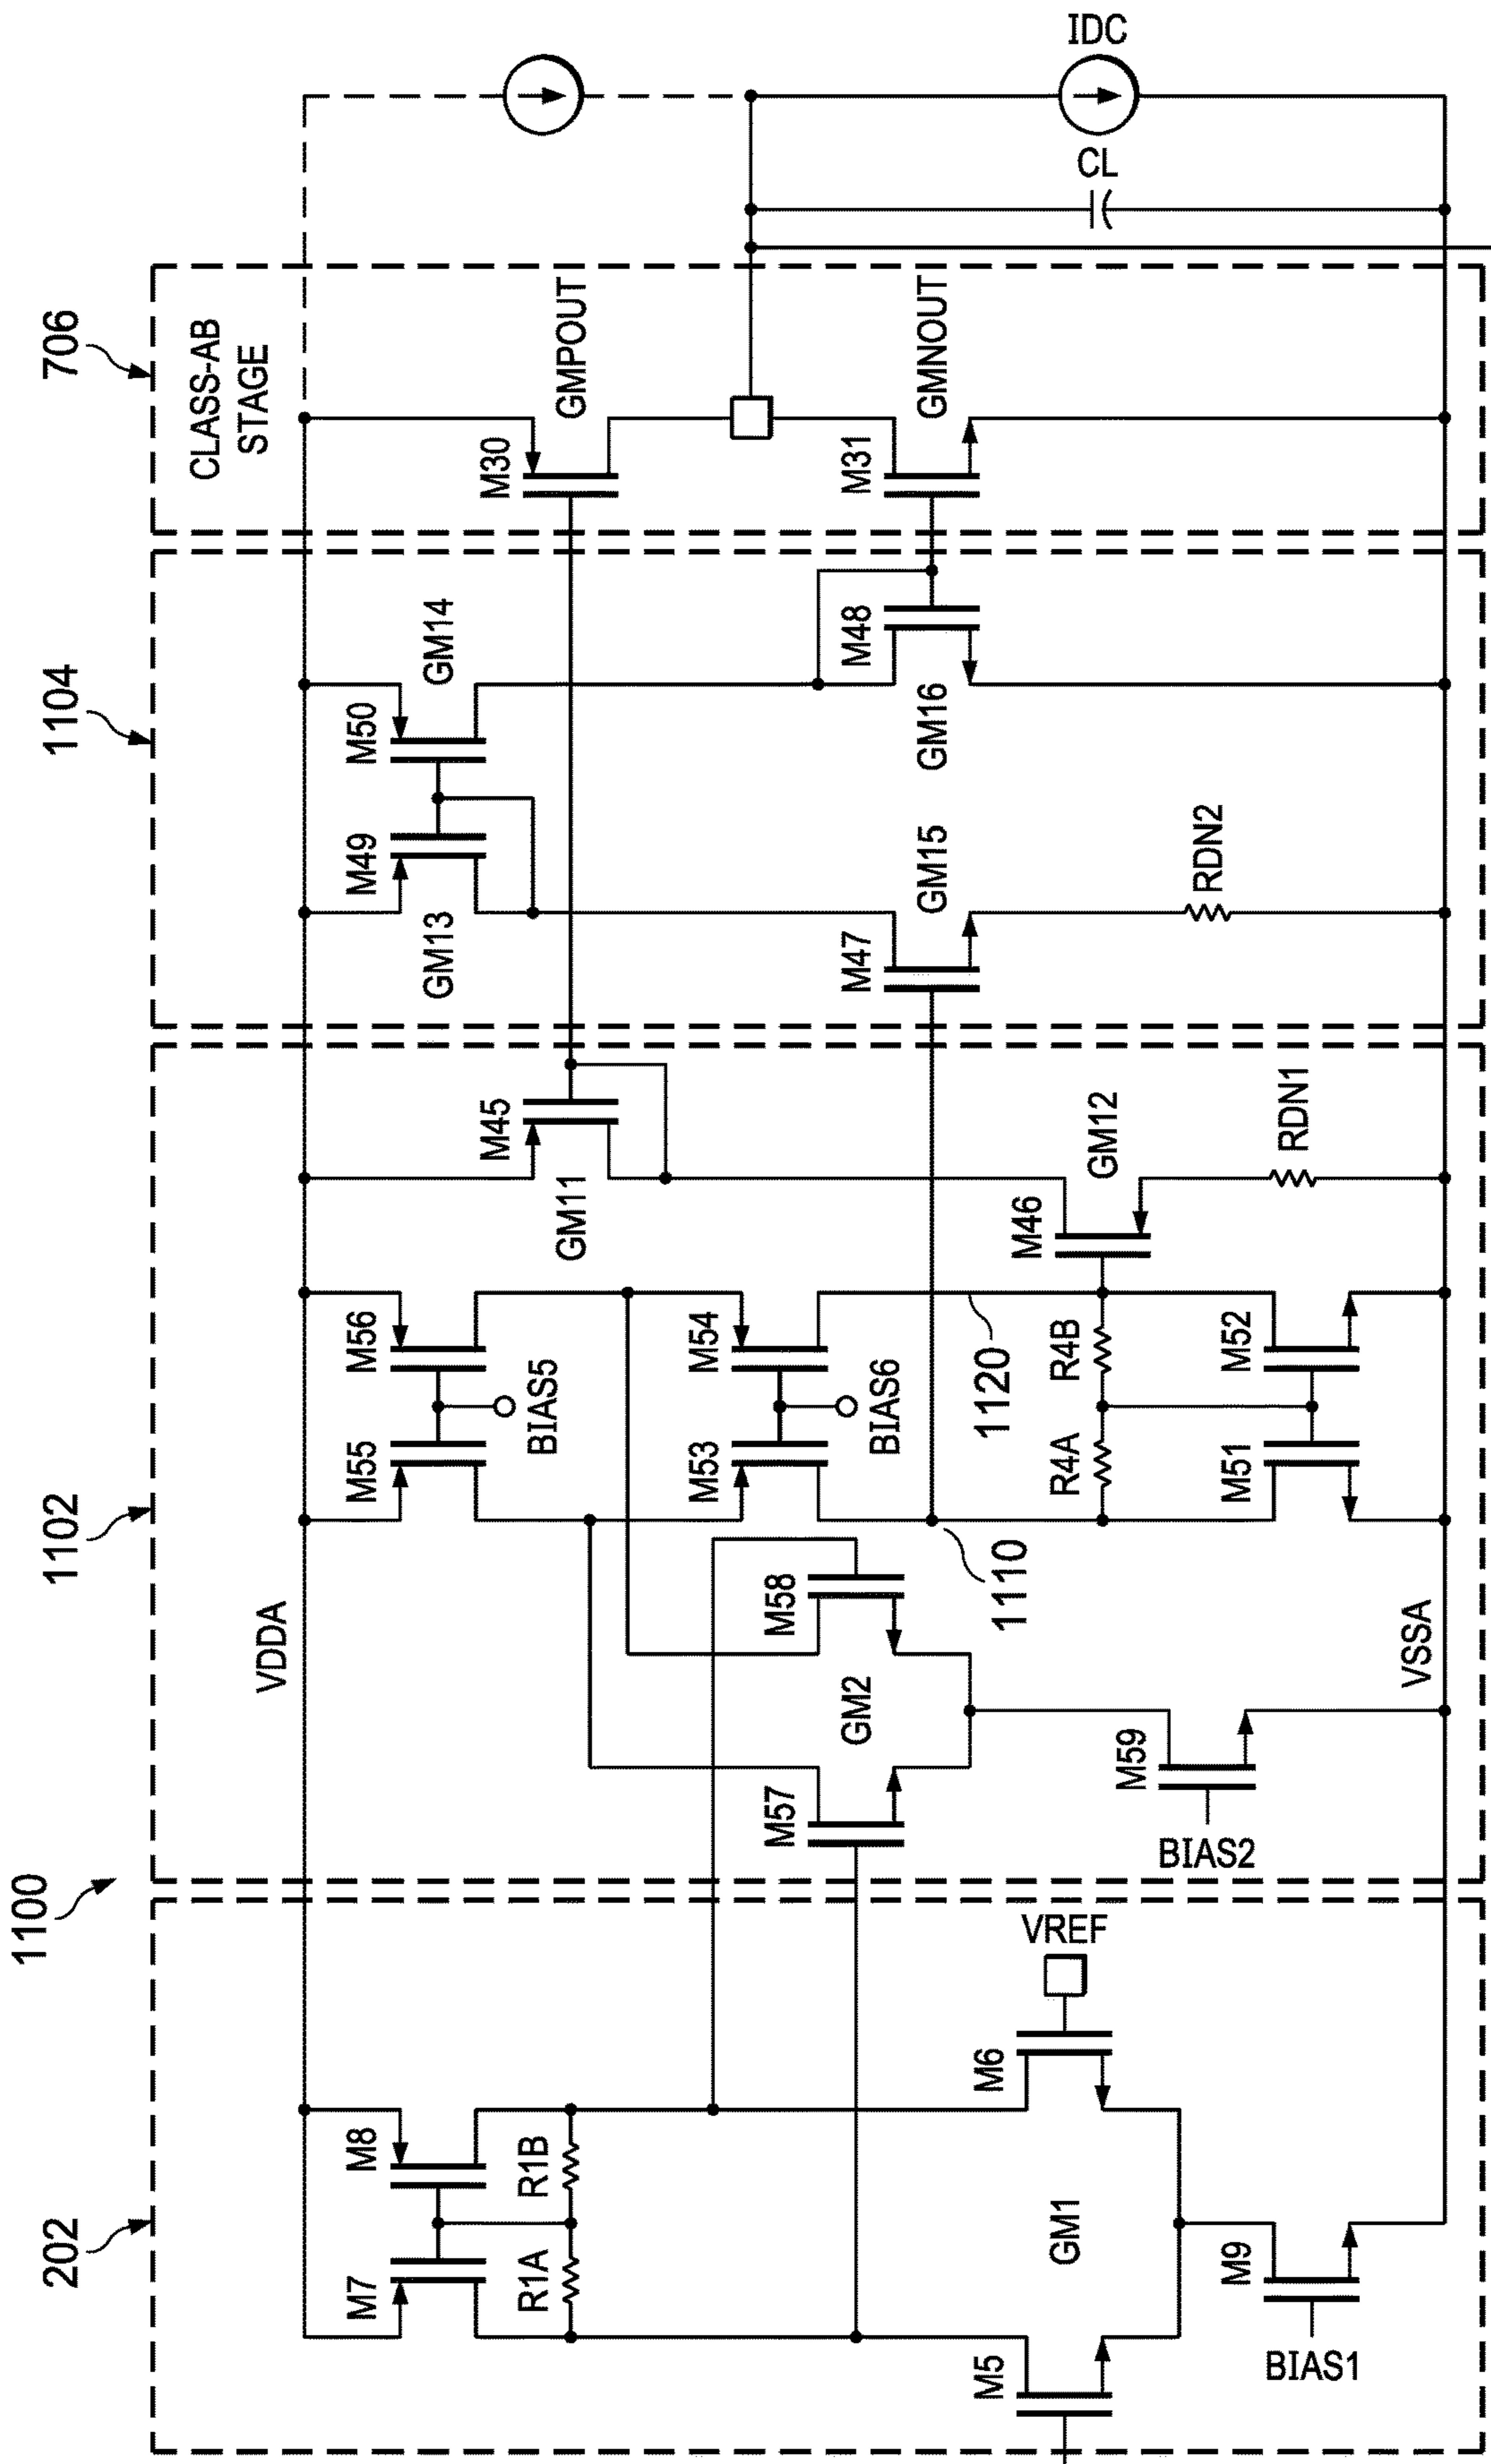 1100
202
1102
1104
706
CLASS-AB
STAGE
VDDA
M7
M8
R1A
R1B
M5
M6
GM1
VREF
M9
BIAS1
M55
M56
BIAS5
M53
M54
BIAS6
M57
M58
GM2
M59
BIAS2
1110
1120
R4A
R4B
M51
M52
M45
GM11
M46
GM12
RDN1
VSSA
M49
M50
GM13
GM14
M47
GM15
RDN2
M48
GM16
M30
GMPOUT
M31
GMNOUT
IDC
CL